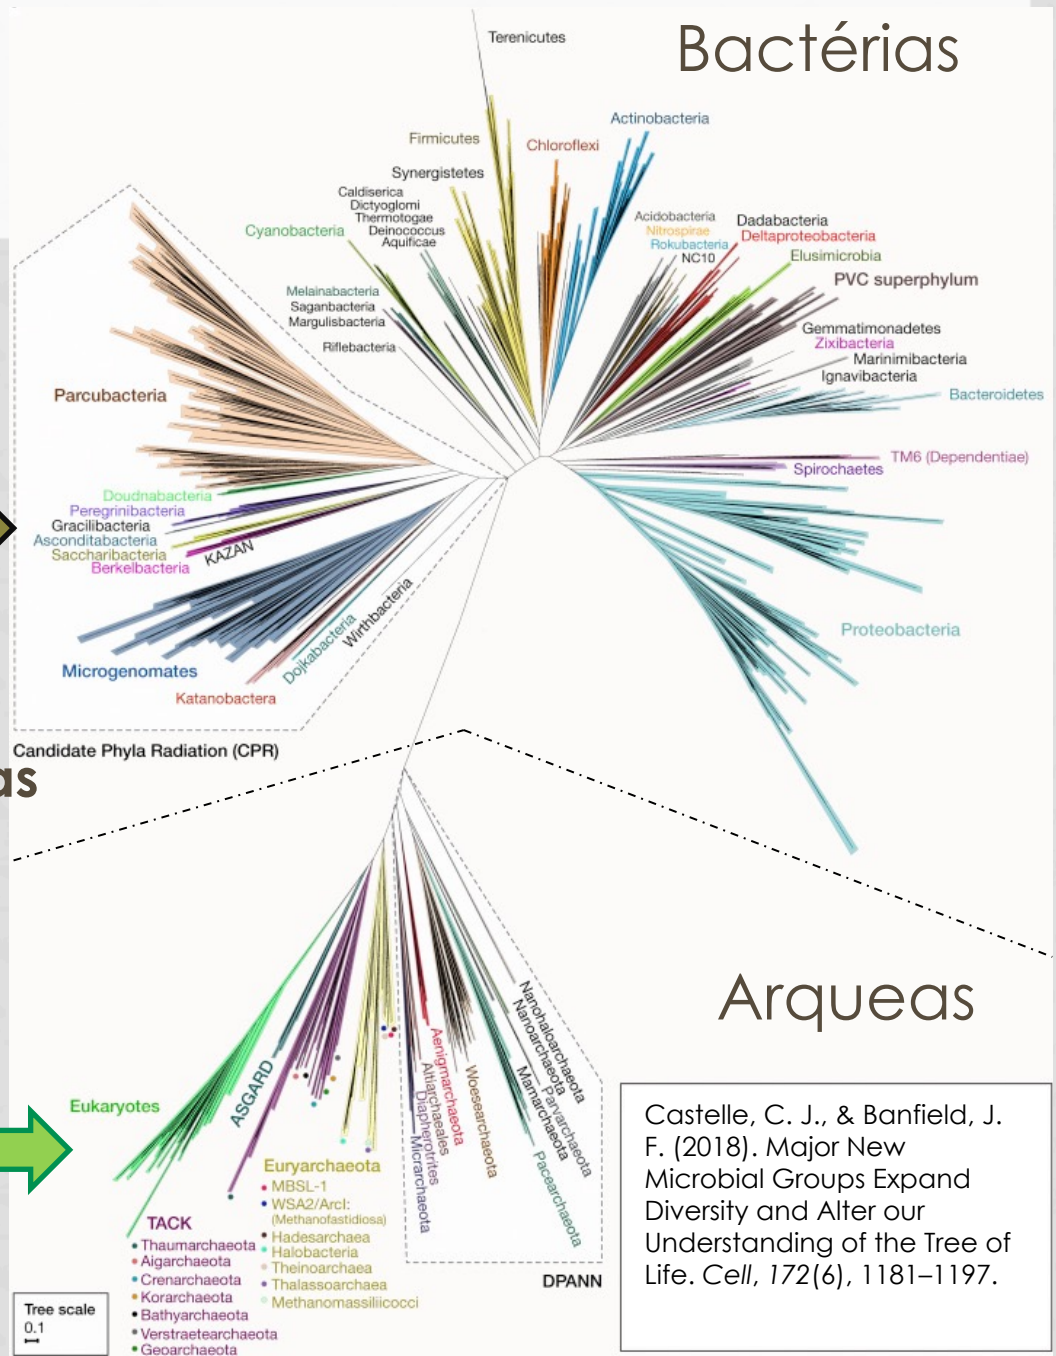 Bactérias
Terenicutes
Actinobacteria
Firmicutes
Chloroflexi
Synergistetes
Caldiserica
Dictyoglomi
Thermotogae
Deinococcus
Aquificae
Cyanobacteria
Acidobacteria
Nitrospirae
Rokubacteria
NC10
Dadabacteria
Deltaproteobacteria
Elusimicrobia
PVC superphylum
Melainabacteria
Saganbacteria
Margulisbacteria
Riflebacteria
Gemmatimonadetes
Zixibacteria
Marinimibacteria
Ignavibacteria
Bacteroidetes
Parcubacteria
TM6 (Dependentiae)
Spirochaetes
Doudnabacteria
Peregrinibacteria
Gracilibacteria
Asconditabacteria
Saccharibacteria
Berkelbacteria
KAZAN
Proteobacteria
Microgenomates
Katanobactera
Dojkabacteria
Wirthbacteria
Candidate Phyla Radiation (CPR)
as
Arqueas
Eukaryotes
ASGARD
Nanohaloarchaeota
Nanoarchaeota
Parvarchaeota
Mamarchaeota
Pacearchaeota
Woesearchaeota
Aenigmarchaeota
Altiarchaeales
Diapherotrites
Micrarchaeota
DPANN
Euryarchaeota
MBSL-1
WSA2/ArcI:
(Methanofastidiosa)
Hadesarchaea
Halobacteria
Theinoarchaea
Thalassoarchaea
Methanomassiliicocci
TACK
Thaumarchaeota
Aigarchaeota
Crenarchaeota
Korarchaeota
Bathyarchaeota
Verstraetearchaeota
Geoarchaeota
Tree scale
0.1
Castelle, C. J., & Banfield, J.
F. (2018). Major New
Microbial Groups Expand
Diversity and Alter our
Understanding of the Tree of
Life. Cell, 172(6), 1181–1197.